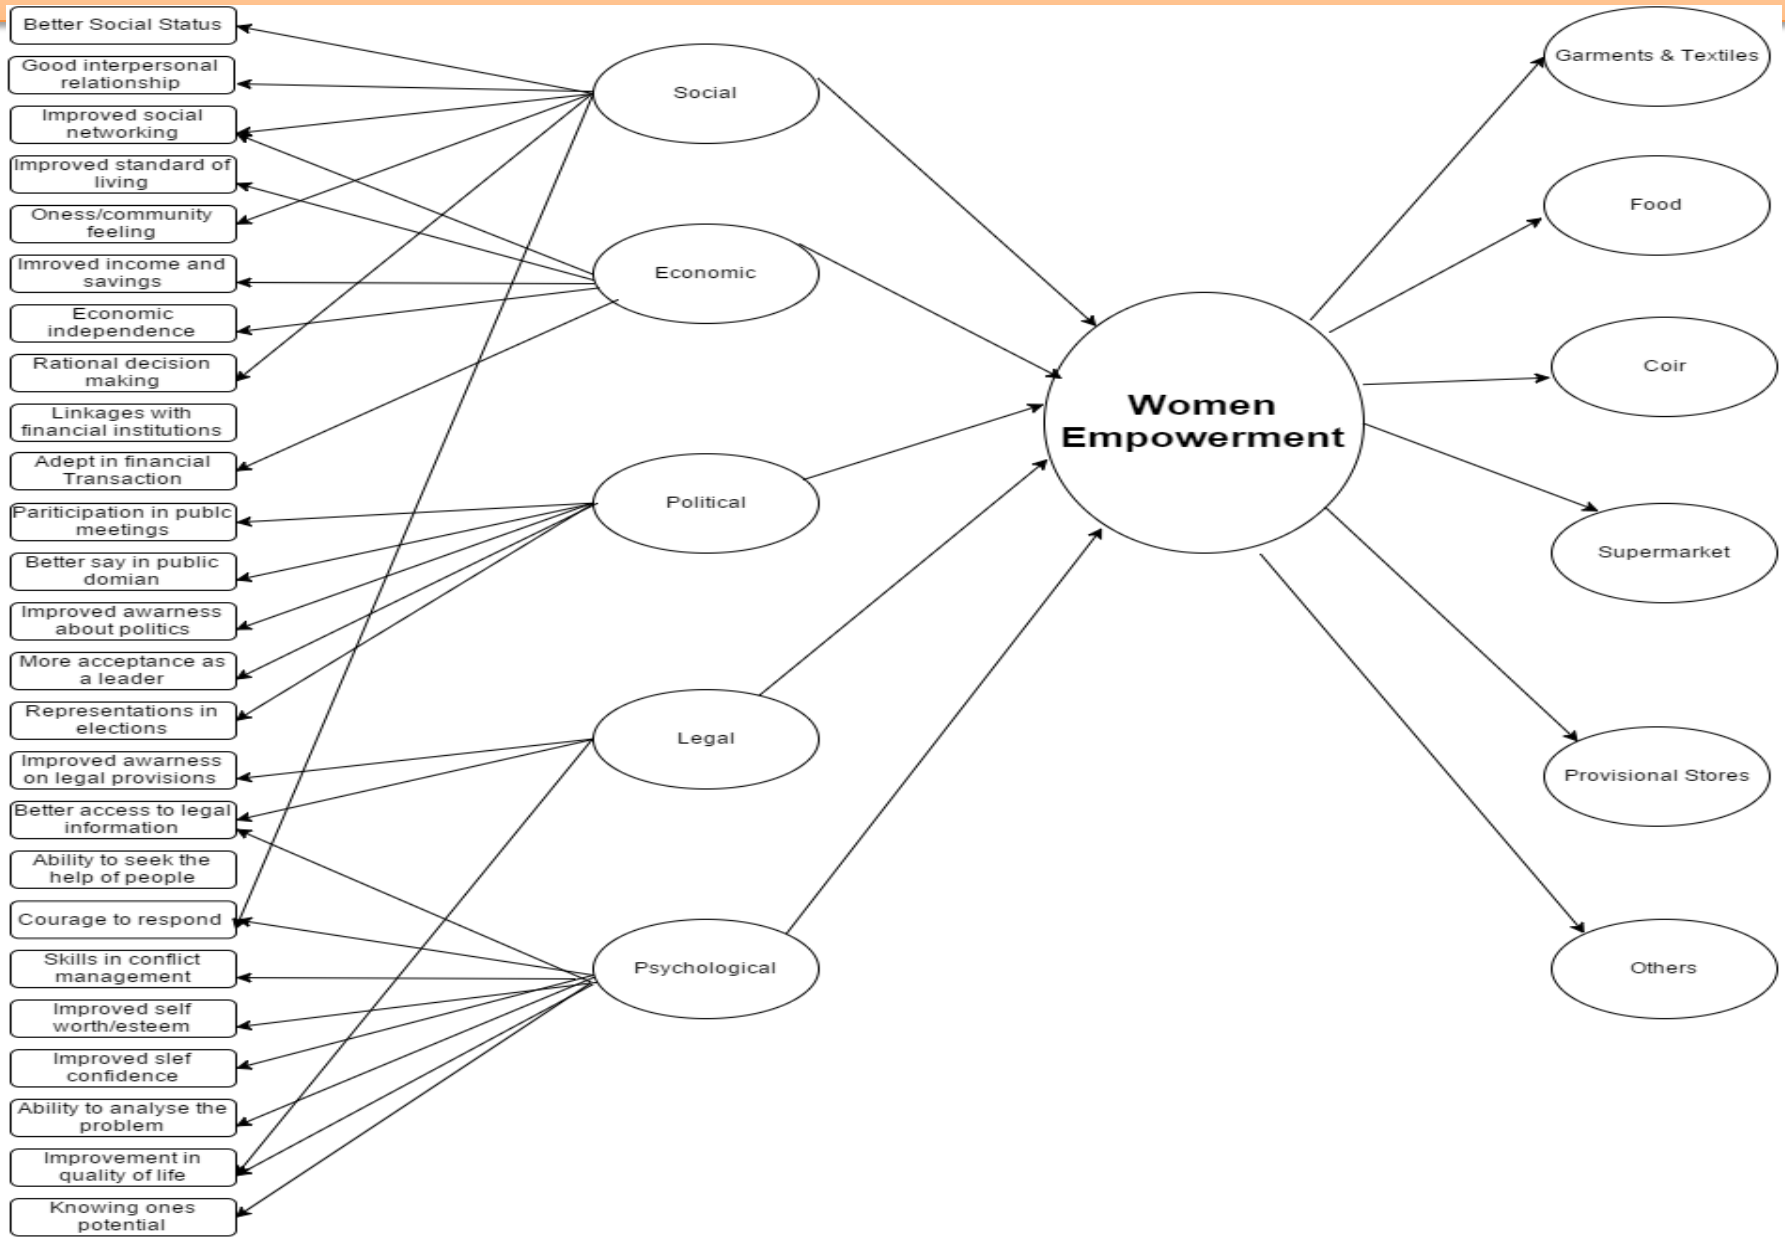 Better Social Status
Good interpersonal
relationship
Improved social
networking
Improved standard of
living
Oness/community
feeling
Imroved income and
savings
Economic
independence
Rational decision
making
Linkages with
financial institutions
Adept in financial
Transaction
Pariticipation in publc
meetings
Better say in public
domian
Improved awarness
about politics
More acceptance as
a leader
Representations in
elections
Improved awarness
on legal provisions
Better access to legal
information
Ability to seek the
help of people
Courage to respond
Skills in conflict
management
Improved self
worth/esteem
Improved slef
confidence
Ability to analyse the
problem
Improvement in
quality of life
Knowing ones
potential
Social
Economic
Political
Legal
Psychological
Women
Empowerment
Garments & Textiles
Food
Coir
Supermarket
Provisional Stores
Others